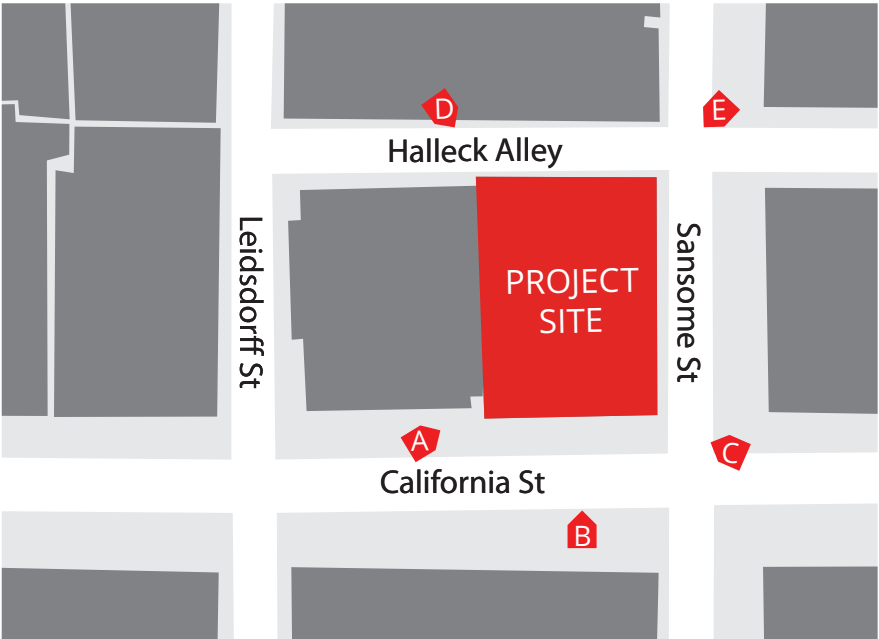 D
E
Halleck Alley
Leidsdorff St
PROJECT
SITE
Sansome St
A
C
California St
B